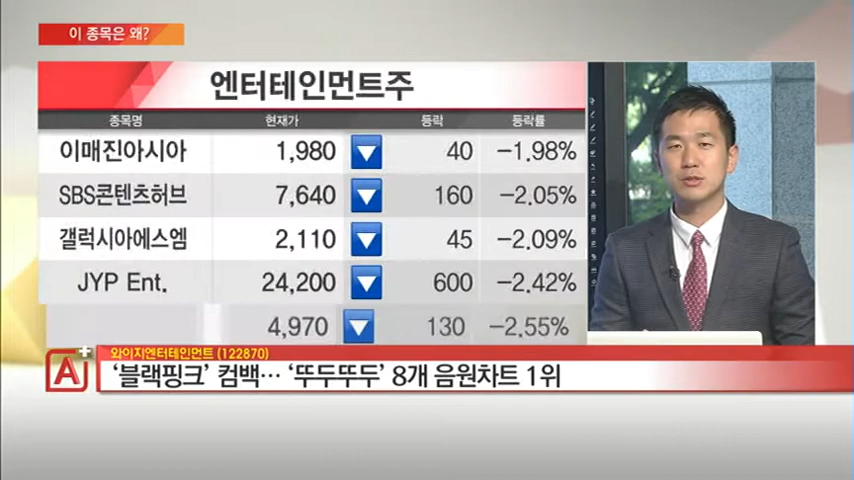 이 종목은 왜?
엔터테인먼트주
종목명 현재가 등락 등락률
이매진아시아 1,980 ▼ 40 -1.98%
SBS콘텐츠허브 7,640 ▼ 160 -2.05%
갤럭시아에스엠 2,110 ▼ 45 -2.09%
JYP Ent. 24,200 ▼ 600 -2.42%
4,970 ▼ 130 -2.55%
와이지엔터테인먼트 (122870)
A+ '블랙핑크' 컴백… '뚜두뚜두' 8개 음원차트 1위